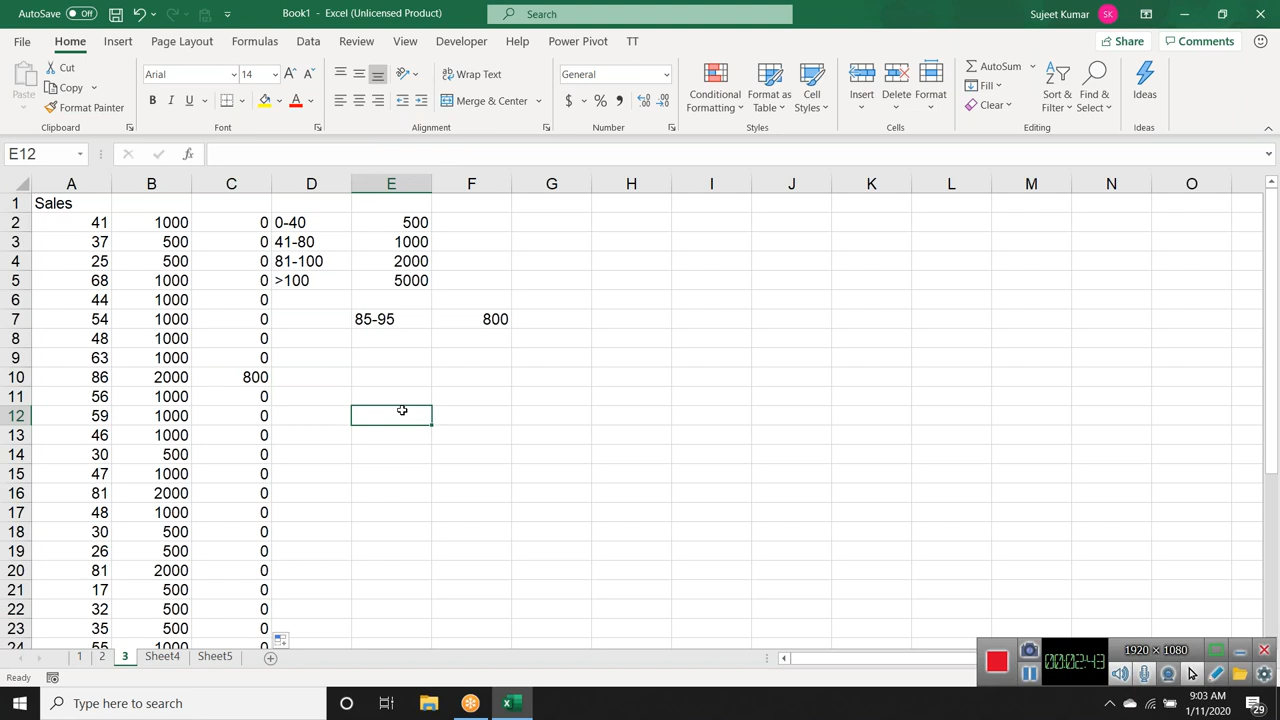 AutoSave Off Book1 - Excel (Unlicensed Product) Search Sujeet Kumar SK
File Home Insert Page Layout Formulas Data Review View Developer Help Power Pivot TT Share Comments
Paste Cut Copy Format Painter Clipboard
Arial 14 A A B I U A Font
ab Wrap Text Merge & Center Alignment
General $ % , Number
Conditional Formatting Format as Table Cell Styles Styles
Insert Delete Format Cells
AutoSum Fill Clear Sort & Filter Find & Select Editing
Ideas Ideas
E12 fx
A B C D E F G H I J K L M N O
1 Sales
2 41 1000 0 0-40 500
3 37 500 0 41-80 1000
4 25 500 0 81-100 2000
5 68 1000 0 >100 5000
6 44 1000 0
7 54 1000 0 85-95 800
8 48 1000 0
9 63 1000 0
10 86 2000 800
11 56 1000 0
12 59 1000 0
13 46 1000 0
14 30 500 0
15 47 1000 0
16 81 2000 0
17 48 1000 0
18 30 500 0
19 26 500 0
20 81 2000 0
21 17 500 0
22 32 500 0
23 35 500 0
24 55 1000 0
1 2 3 Sheet4 Sheet5
Ready
00:02:43 1920 × 1080
Type here to search
9:03 AM
1/11/2020 29